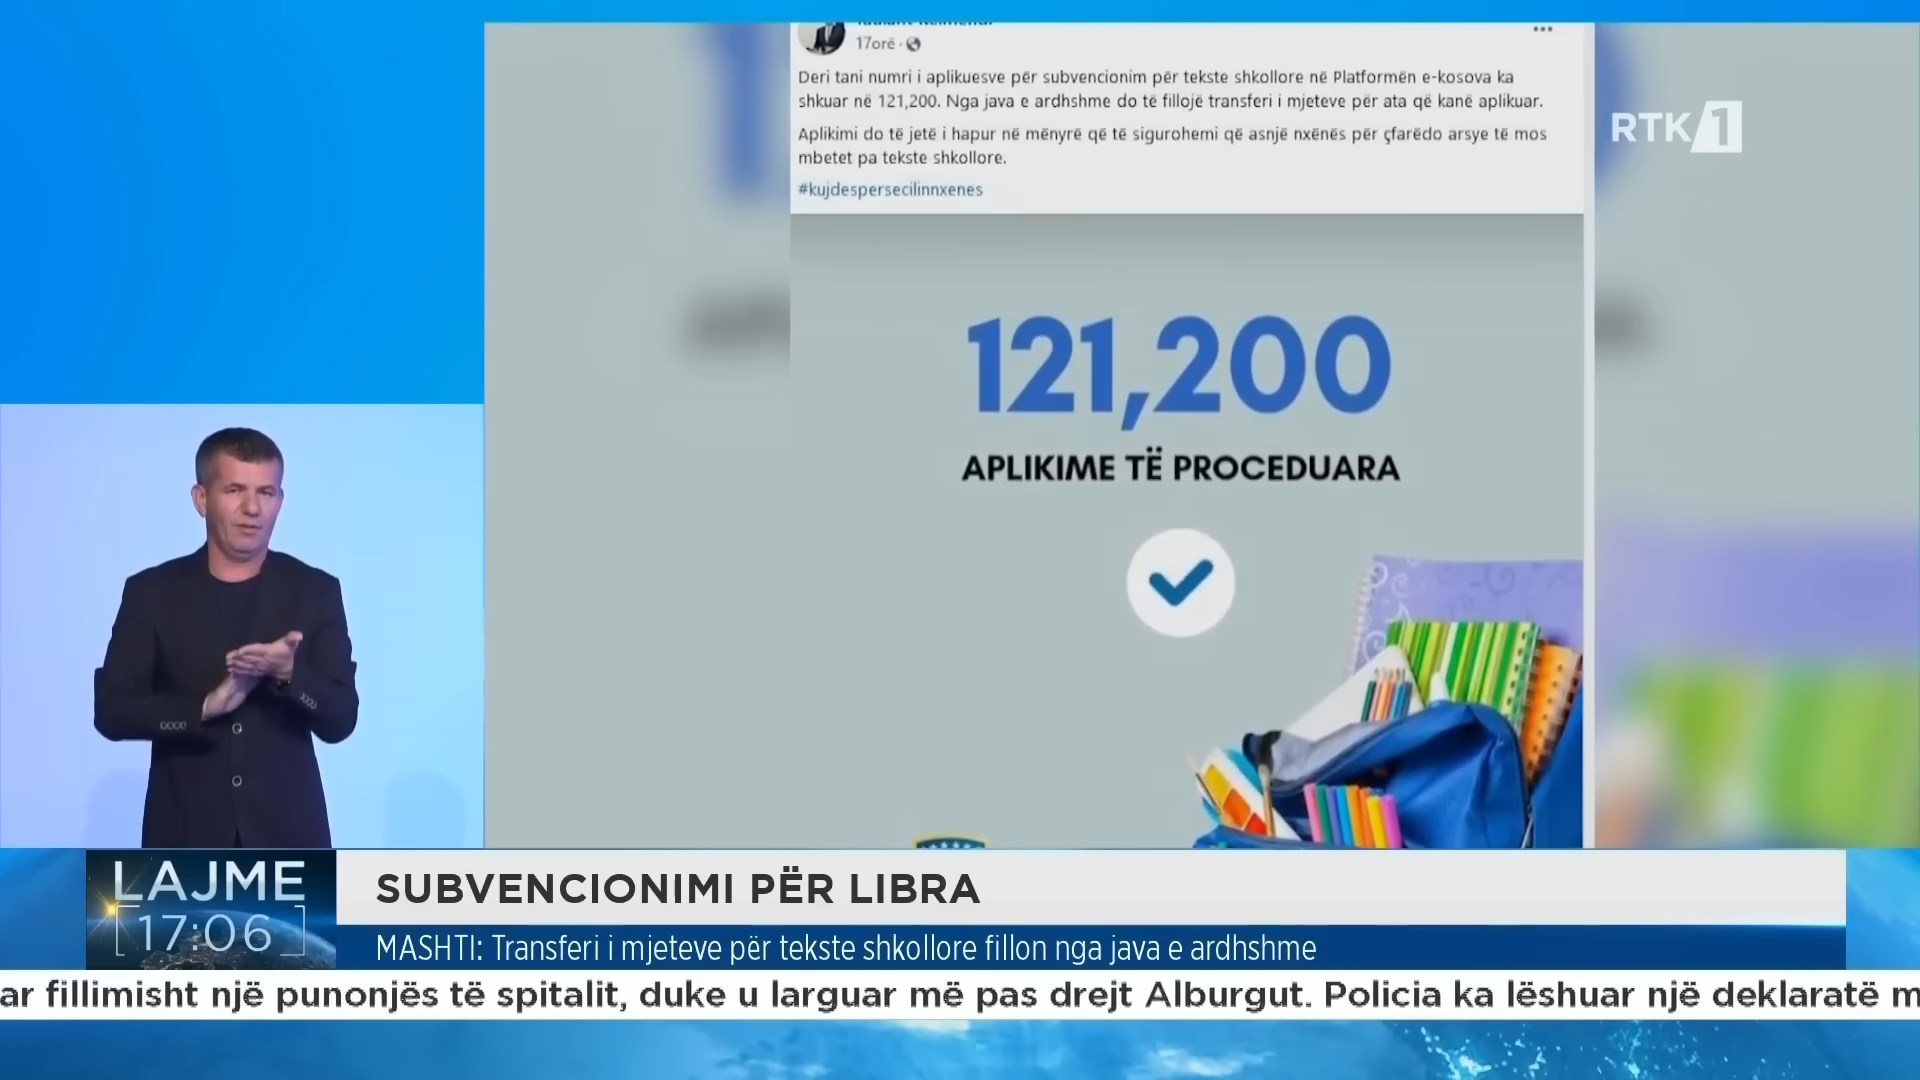 17orë ·
Deri tani numri i aplikuesve për subvencionim për tekste shkollore në Platformën e-kosova ka
shkuar në 121,200. Nga java e ardhshme do të fillojë transferi i mjeteve për ata që kanë aplikuar.
Aplikimi do të jetë i hapur në mënyrë që të sigurohemi që asnjë nxënës për çfarëdo arsye të mos
mbetet pa tekste shkollore.
#kujdespersecilinnxenes
RTK 1
121,200
APLIKIME TË PROCEDUARA
LAJME
17:06
SUBVENCIONIMI PËR LIBRA
MASHTI: Transferi i mjeteve për tekste shkollore fillon nga java e ardhshme
ar fillimisht një punonjës të spitalit, duke u larguar më pas drejt Alburgut. Policia ka lëshuar një deklaratë m